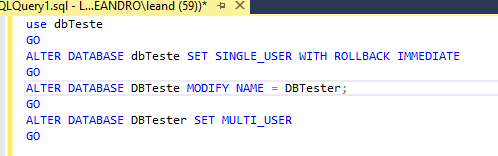 QLQuery1.sql - L...EANDRO\leand (59))*
use dbTeste
GO
ALTER DATABASE dbTeste SET SINGLE_USER WITH ROLLBACK IMMEDIATE
GO
ALTER DATABASE DBTeste MODIFY NAME = DBTester;
GO
ALTER DATABASE DBTester SET MULTI_USER
GO